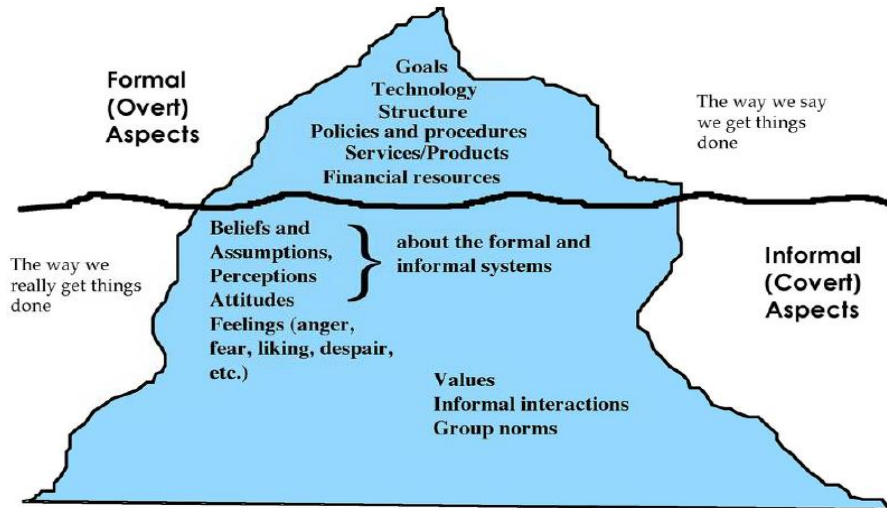 Formal
(Overt)
Aspects
Goals
Technology
Structure
Policies and procedures
Services/Products
Financial resources
The way we say
we get things
done
The way we
really get things
done
Beliefs and
Assumptions,
Perceptions
Attitudes
Feelings (anger,
fear, liking, despair,
etc.)
about the formal and
informal systems
Values
Informal interactions
Group norms
Informal
(Covert)
Aspects